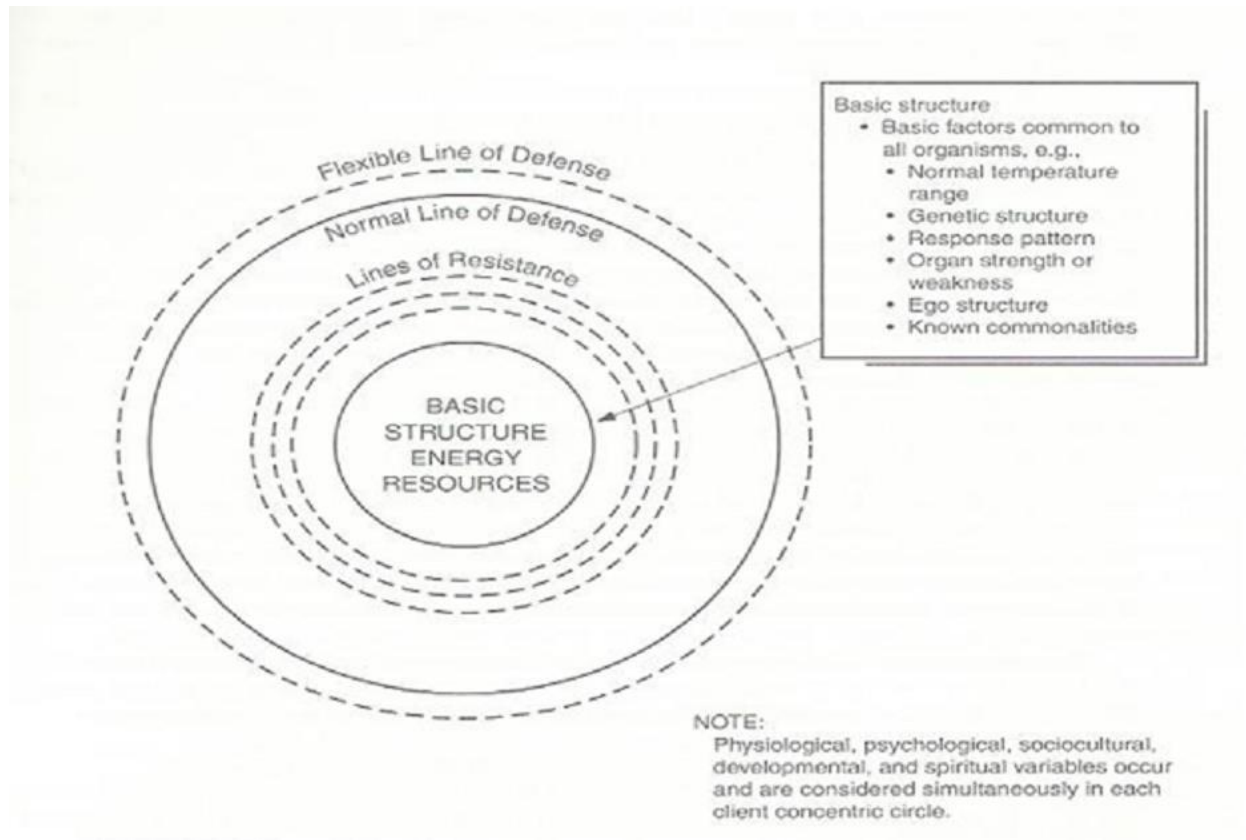 Flexible Line of Defense
Normal Line of Defense
Lines of Resistance
BASIC
STRUCTURE
ENERGY
RESOURCES
Basic structure
• Basic factors common to
all organisms, e.g.,
• Normal temperature
range
• Genetic structure
• Response pattern
• Organ strength or
weakness
• Ego structure
• Known commonalities
NOTE:
Physiological, psychological, sociocultural,
developmental, and spiritual variables occur
and are considered simultaneously in each
client concentric circle.